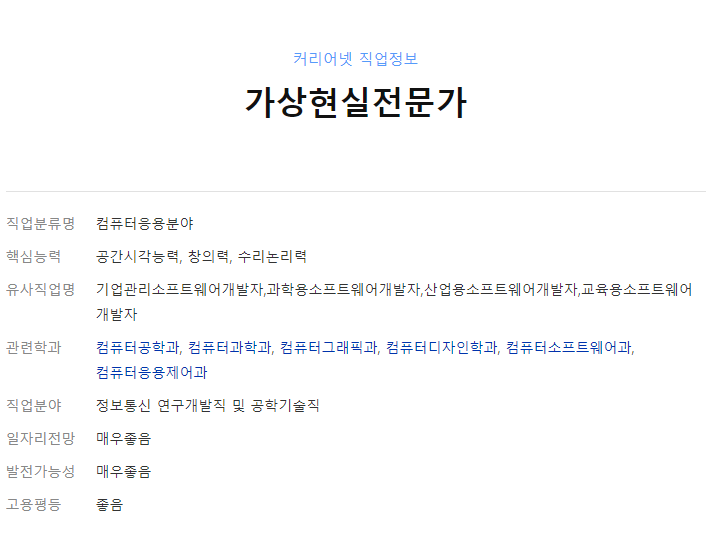 커리어넷 직업정보
가상현실전문가
직업분류명 컴퓨터응용분야
핵심능력 공간시각능력, 창의력, 수리논리력
유사직업명 기업관리소프트웨어개발자,과학용소프트웨어개발자,산업용소프트웨어개발자,교육용소프트웨어
개발자
관련학과 컴퓨터공학과, 컴퓨터과학과, 컴퓨터그래픽과, 컴퓨터디자인학과, 컴퓨터소프트웨어과,
컴퓨터응용제어과
직업분야 정보통신 연구개발직 및 공학기술직
일자리전망 매우좋음
발전가능성 매우좋음
고용평등 좋음